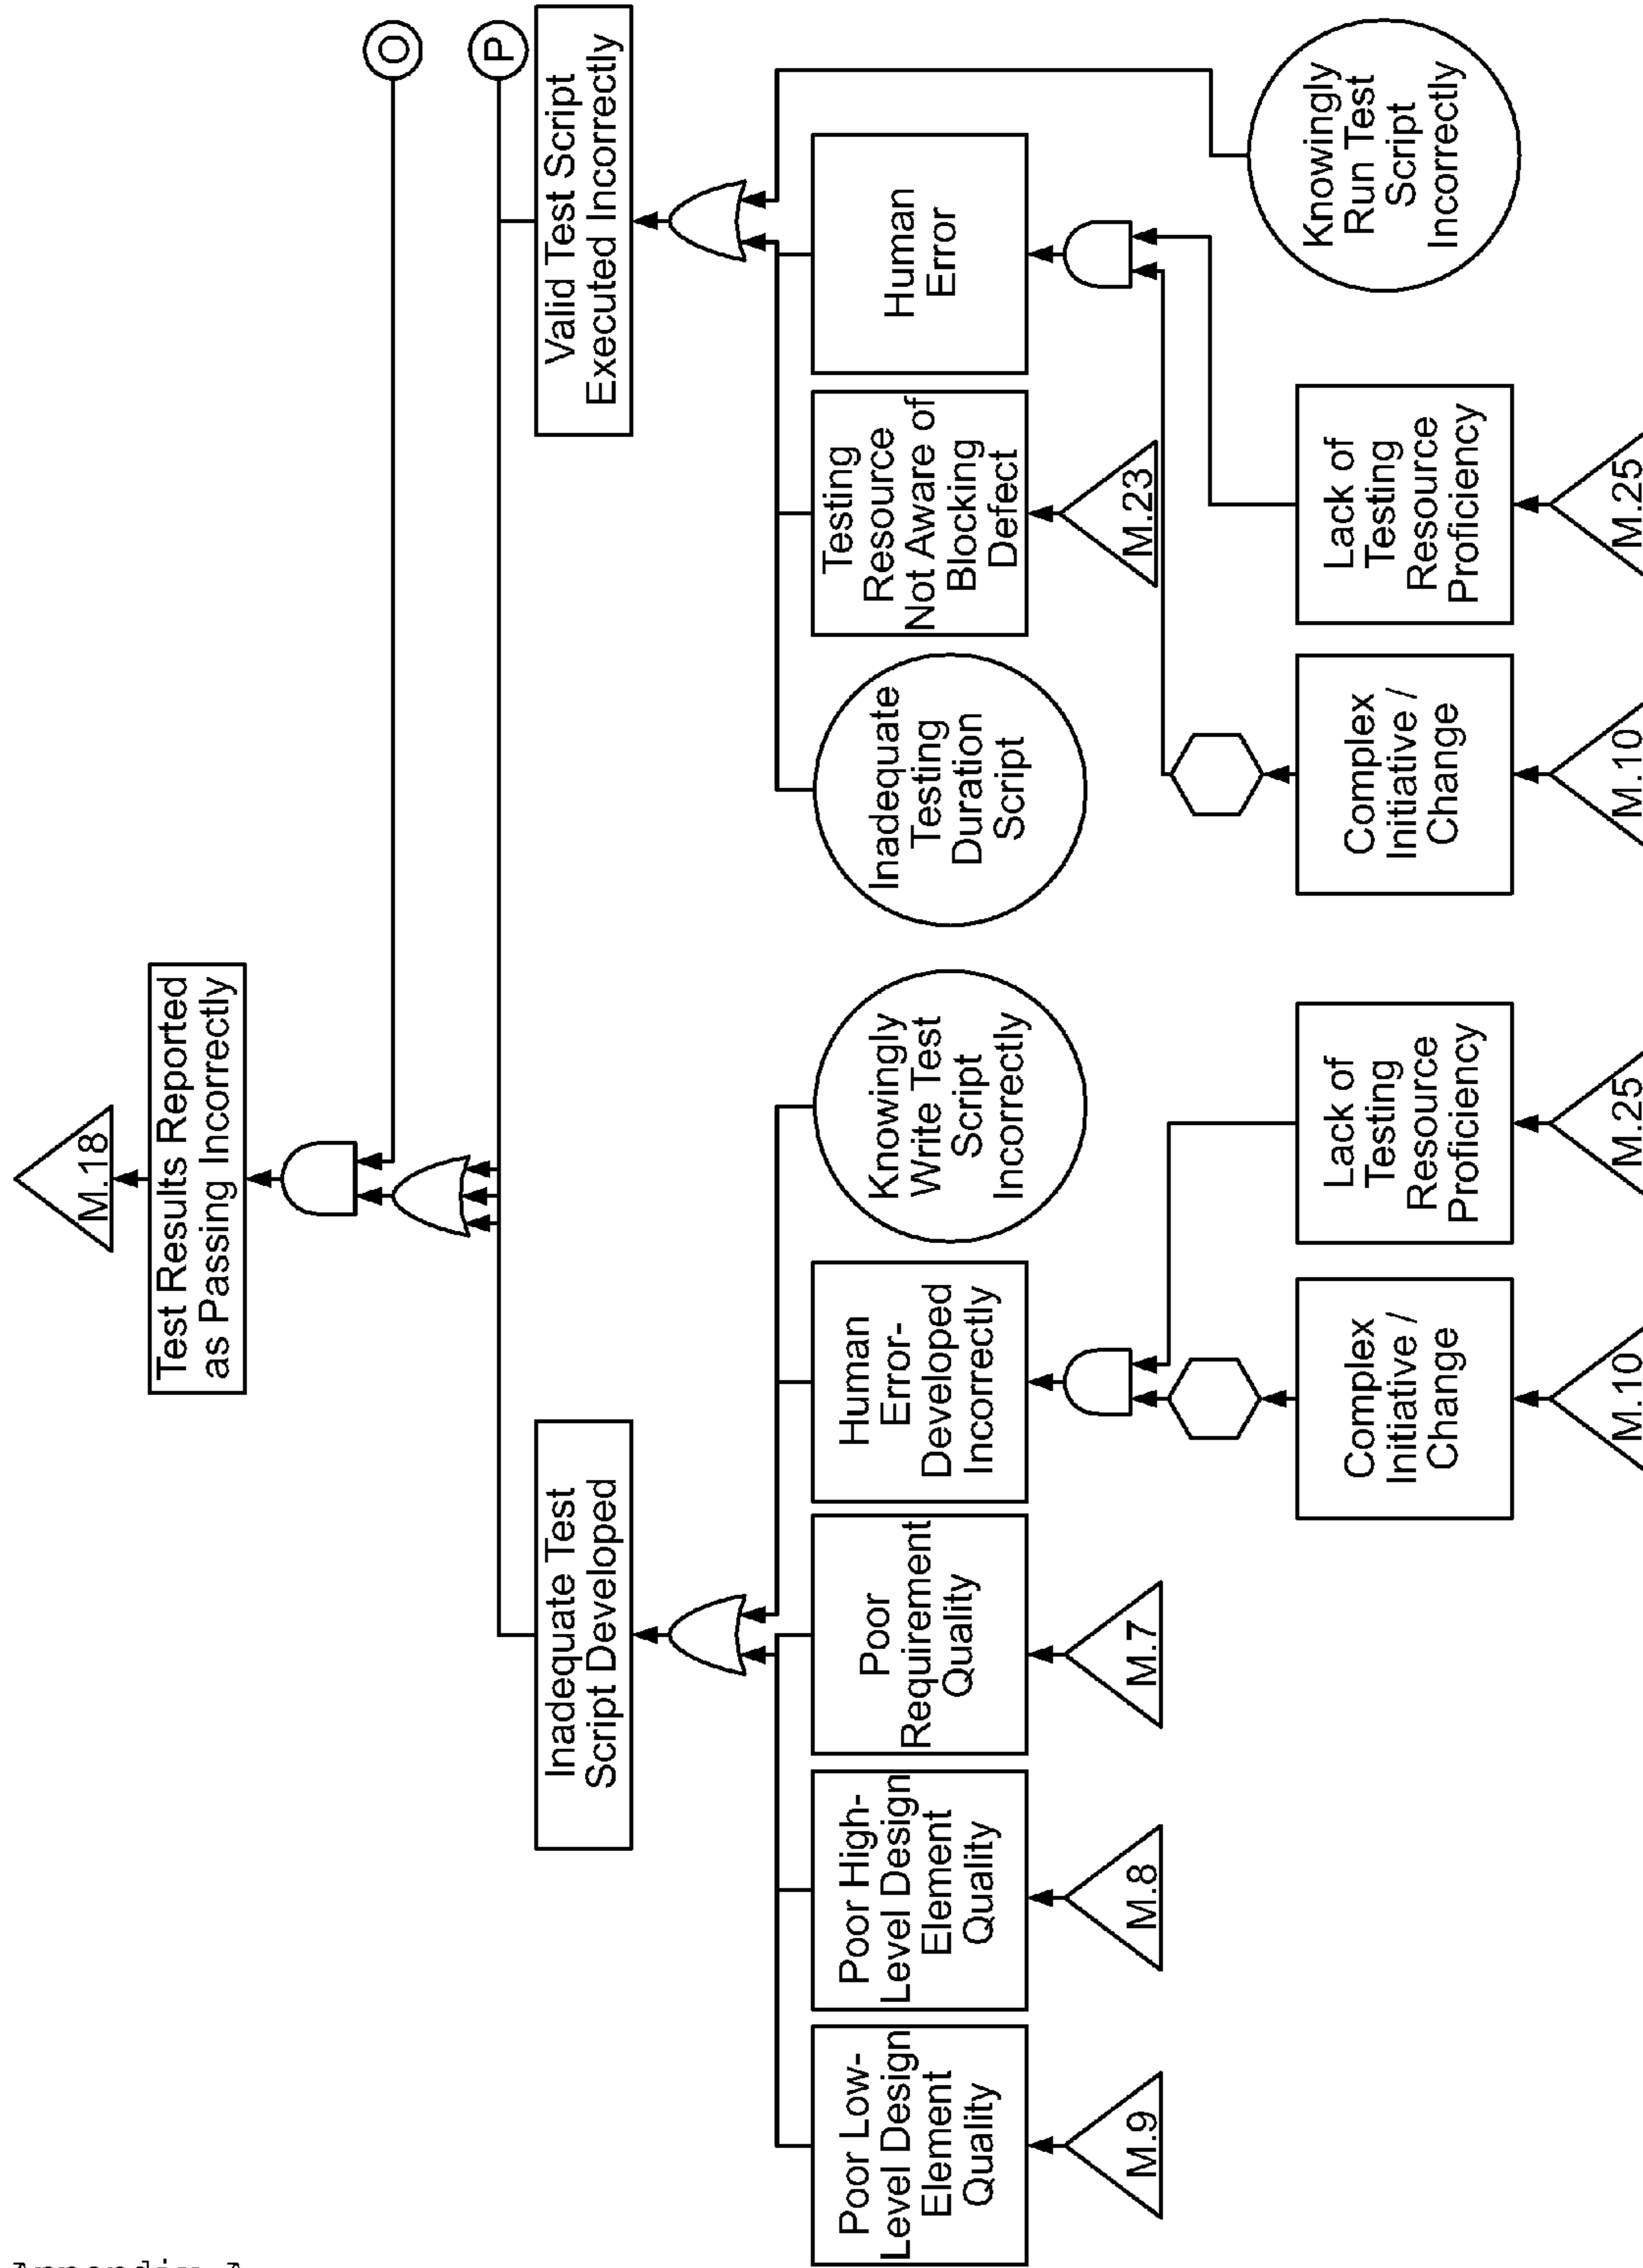 M.18
Test Results Reported
as Passing Incorrectly
O
P
Inadequate Test
Script Developed
Valid Test Script
Executed Incorrectly
Poor Low-
Level Design
Element
Quality
Poor High-
Level Design
Element
Quality
Poor
Requirement
Quality
Human
Error-
Developed
Incorrectly
Knowingly
Write Test
Script
Incorrectly
Inadequate
Testing
Duration
Script
Testing
Resource
Not Aware of
Blocking
Defect
Human
Error
M.9
M.8
M.7
M.23
Complex
Initiative /
Change
Lack of
Testing
Resource
Proficiency
Complex
Initiative /
Change
Lack of
Testing
Resource
Proficiency
Knowingly
Run Test
Script
Incorrectly
M.10
M.25
M.10
M.25